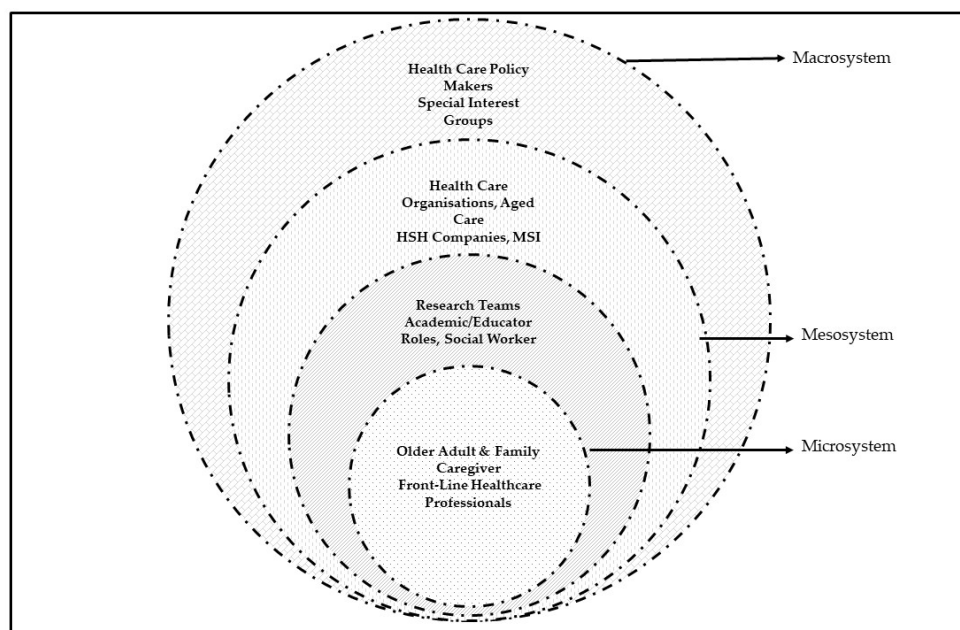 Health Care Policy
Makers
Special Interest
Groups
Macrosystem
Health Care
Organisations, Aged
Care
HSH Companies, MSI
Research Teams
Academic/Educator
Roles, Social Worker
Mesosystem
Older Adult & Family
Caregiver
Front-Line Healthcare
Professionals
Microsystem